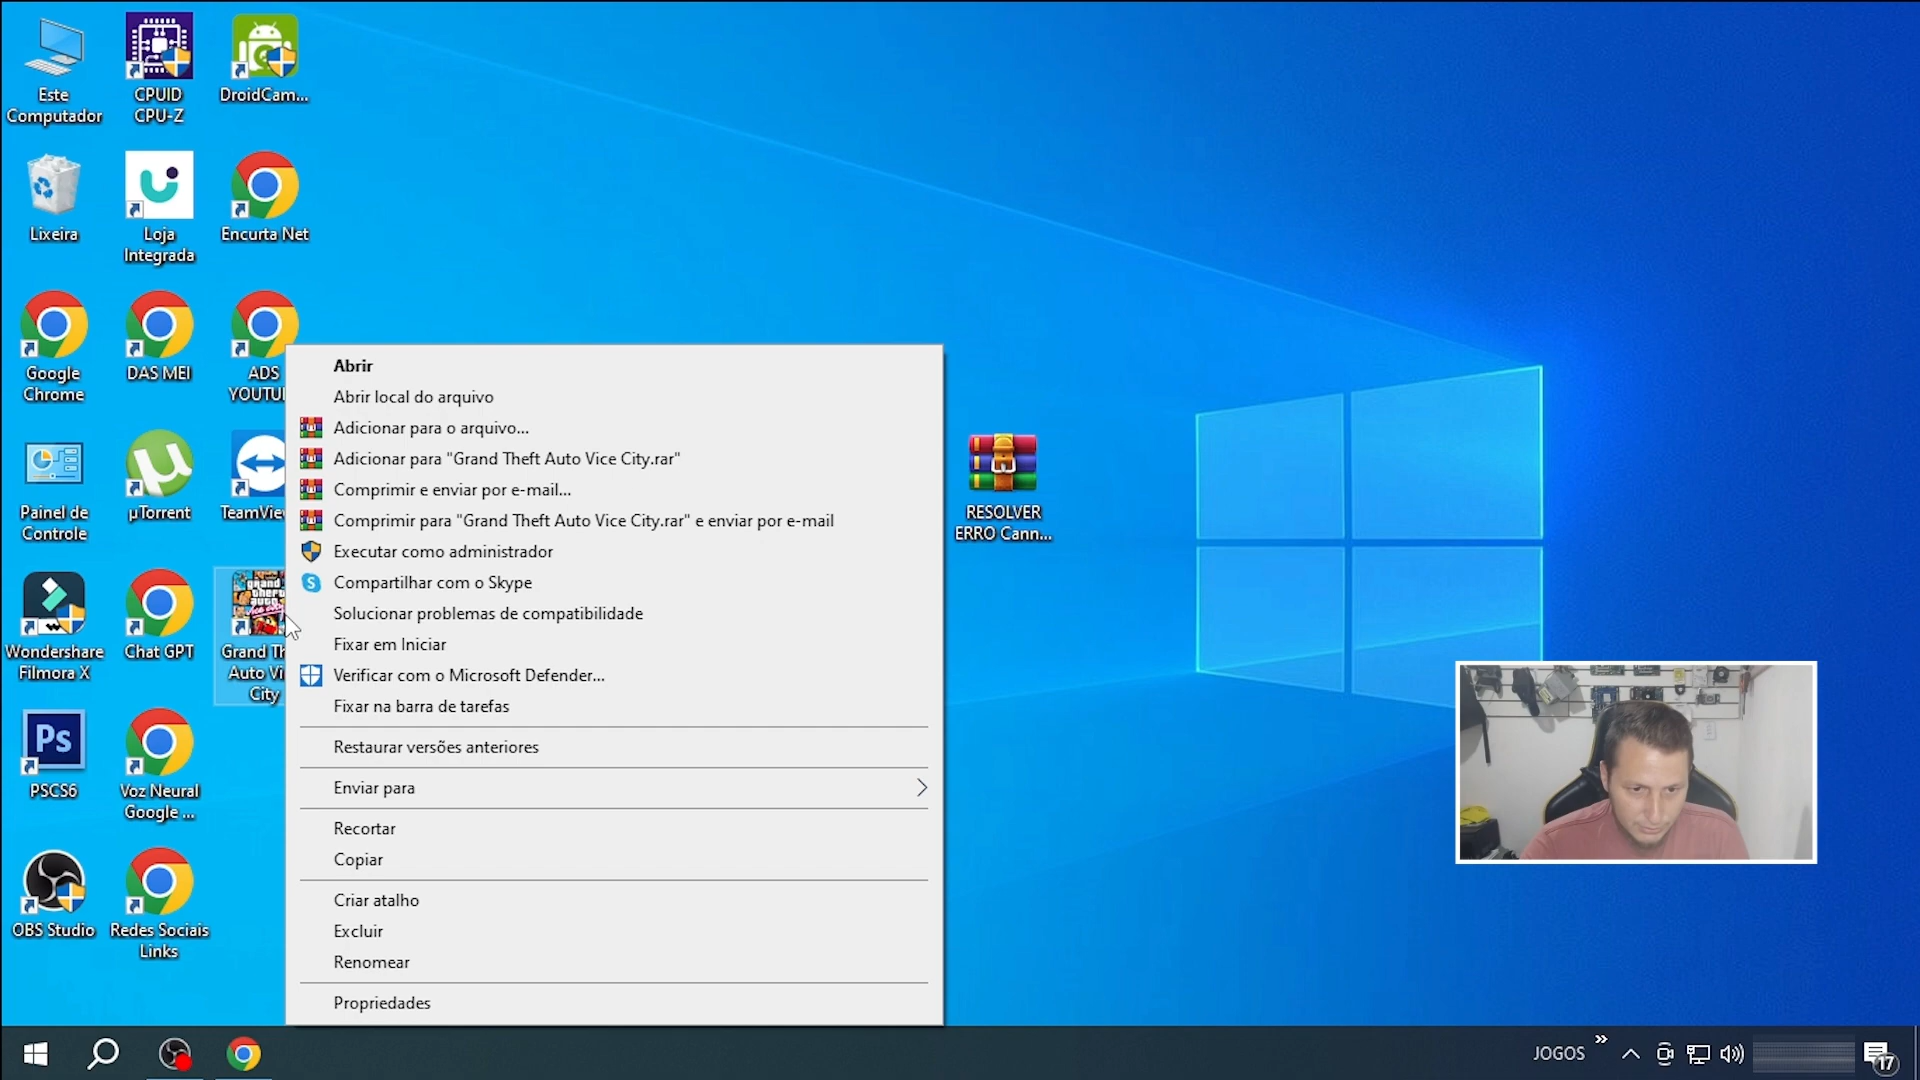 Este
Computador
CPUID
CPU-Z
DroidCam...
Lixeira
Loja
Integrada
Encurta Net
Google
Chrome
DAS MEI
ADS
Painel de
Controle
µTorrent
Wondershare
Filmora X
Chat GPT
City
Ps
PSCS6
Voz Neural
Google ...
OBS Studio
Redes Sociais
Links
Abrir
Abrir local do arquivo
Adicionar para o arquivo...
Adicionar para "Grand Theft Auto Vice City.rar"
Comprimir e enviar por e-mail...
Comprimir para "Grand Theft Auto Vice City.rar" e enviar por e-mail
Executar como administrador
Compartilhar com o Skype
Solucionar problemas de compatibilidade
Fixar em Iniciar
Verificar com o Microsoft Defender...
Fixar na barra de tarefas
Restaurar versões anteriores
Enviar para
Recortar
Copiar
Criar atalho
Excluir
Renomear
Propriedades
RESOLVER
ERRO Cann...
JOGOS
17